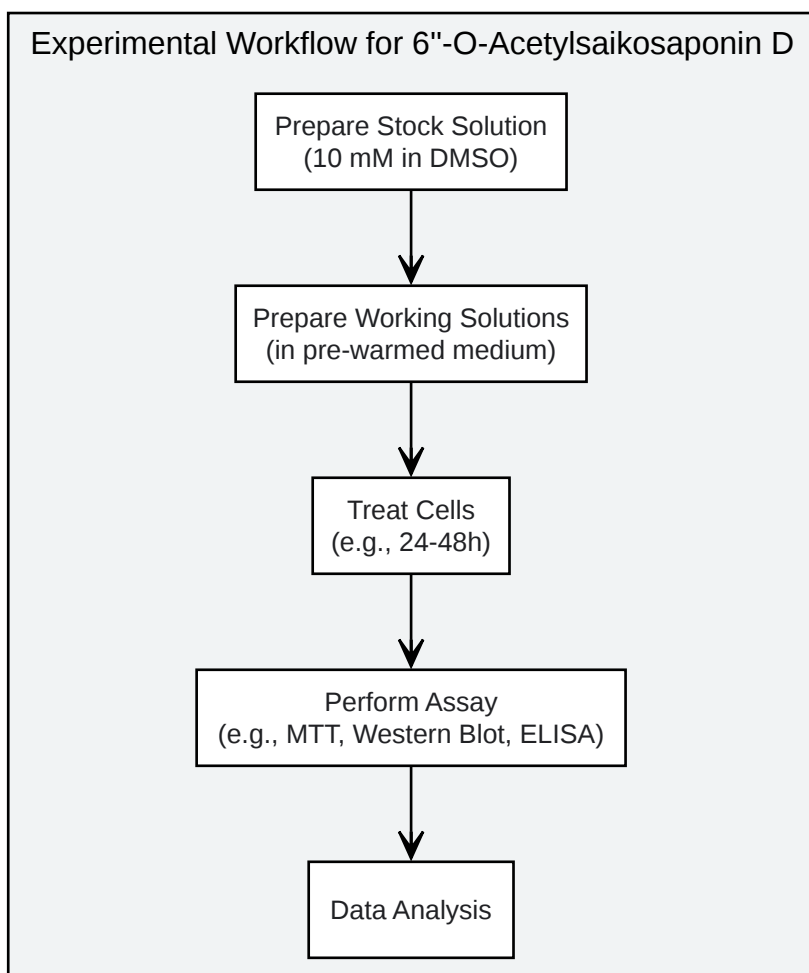 Experimental Workflow for 6"-O-Acetylsaikosaponin D
Prepare Stock Solution
(10 mM in DMSO)
Prepare Working Solutions
(in pre-warmed medium)
Treat Cells
(e.g., 24-48h)
Perform Assay
(e.g., MTT, Western Blot, ELISA)
Data Analysis